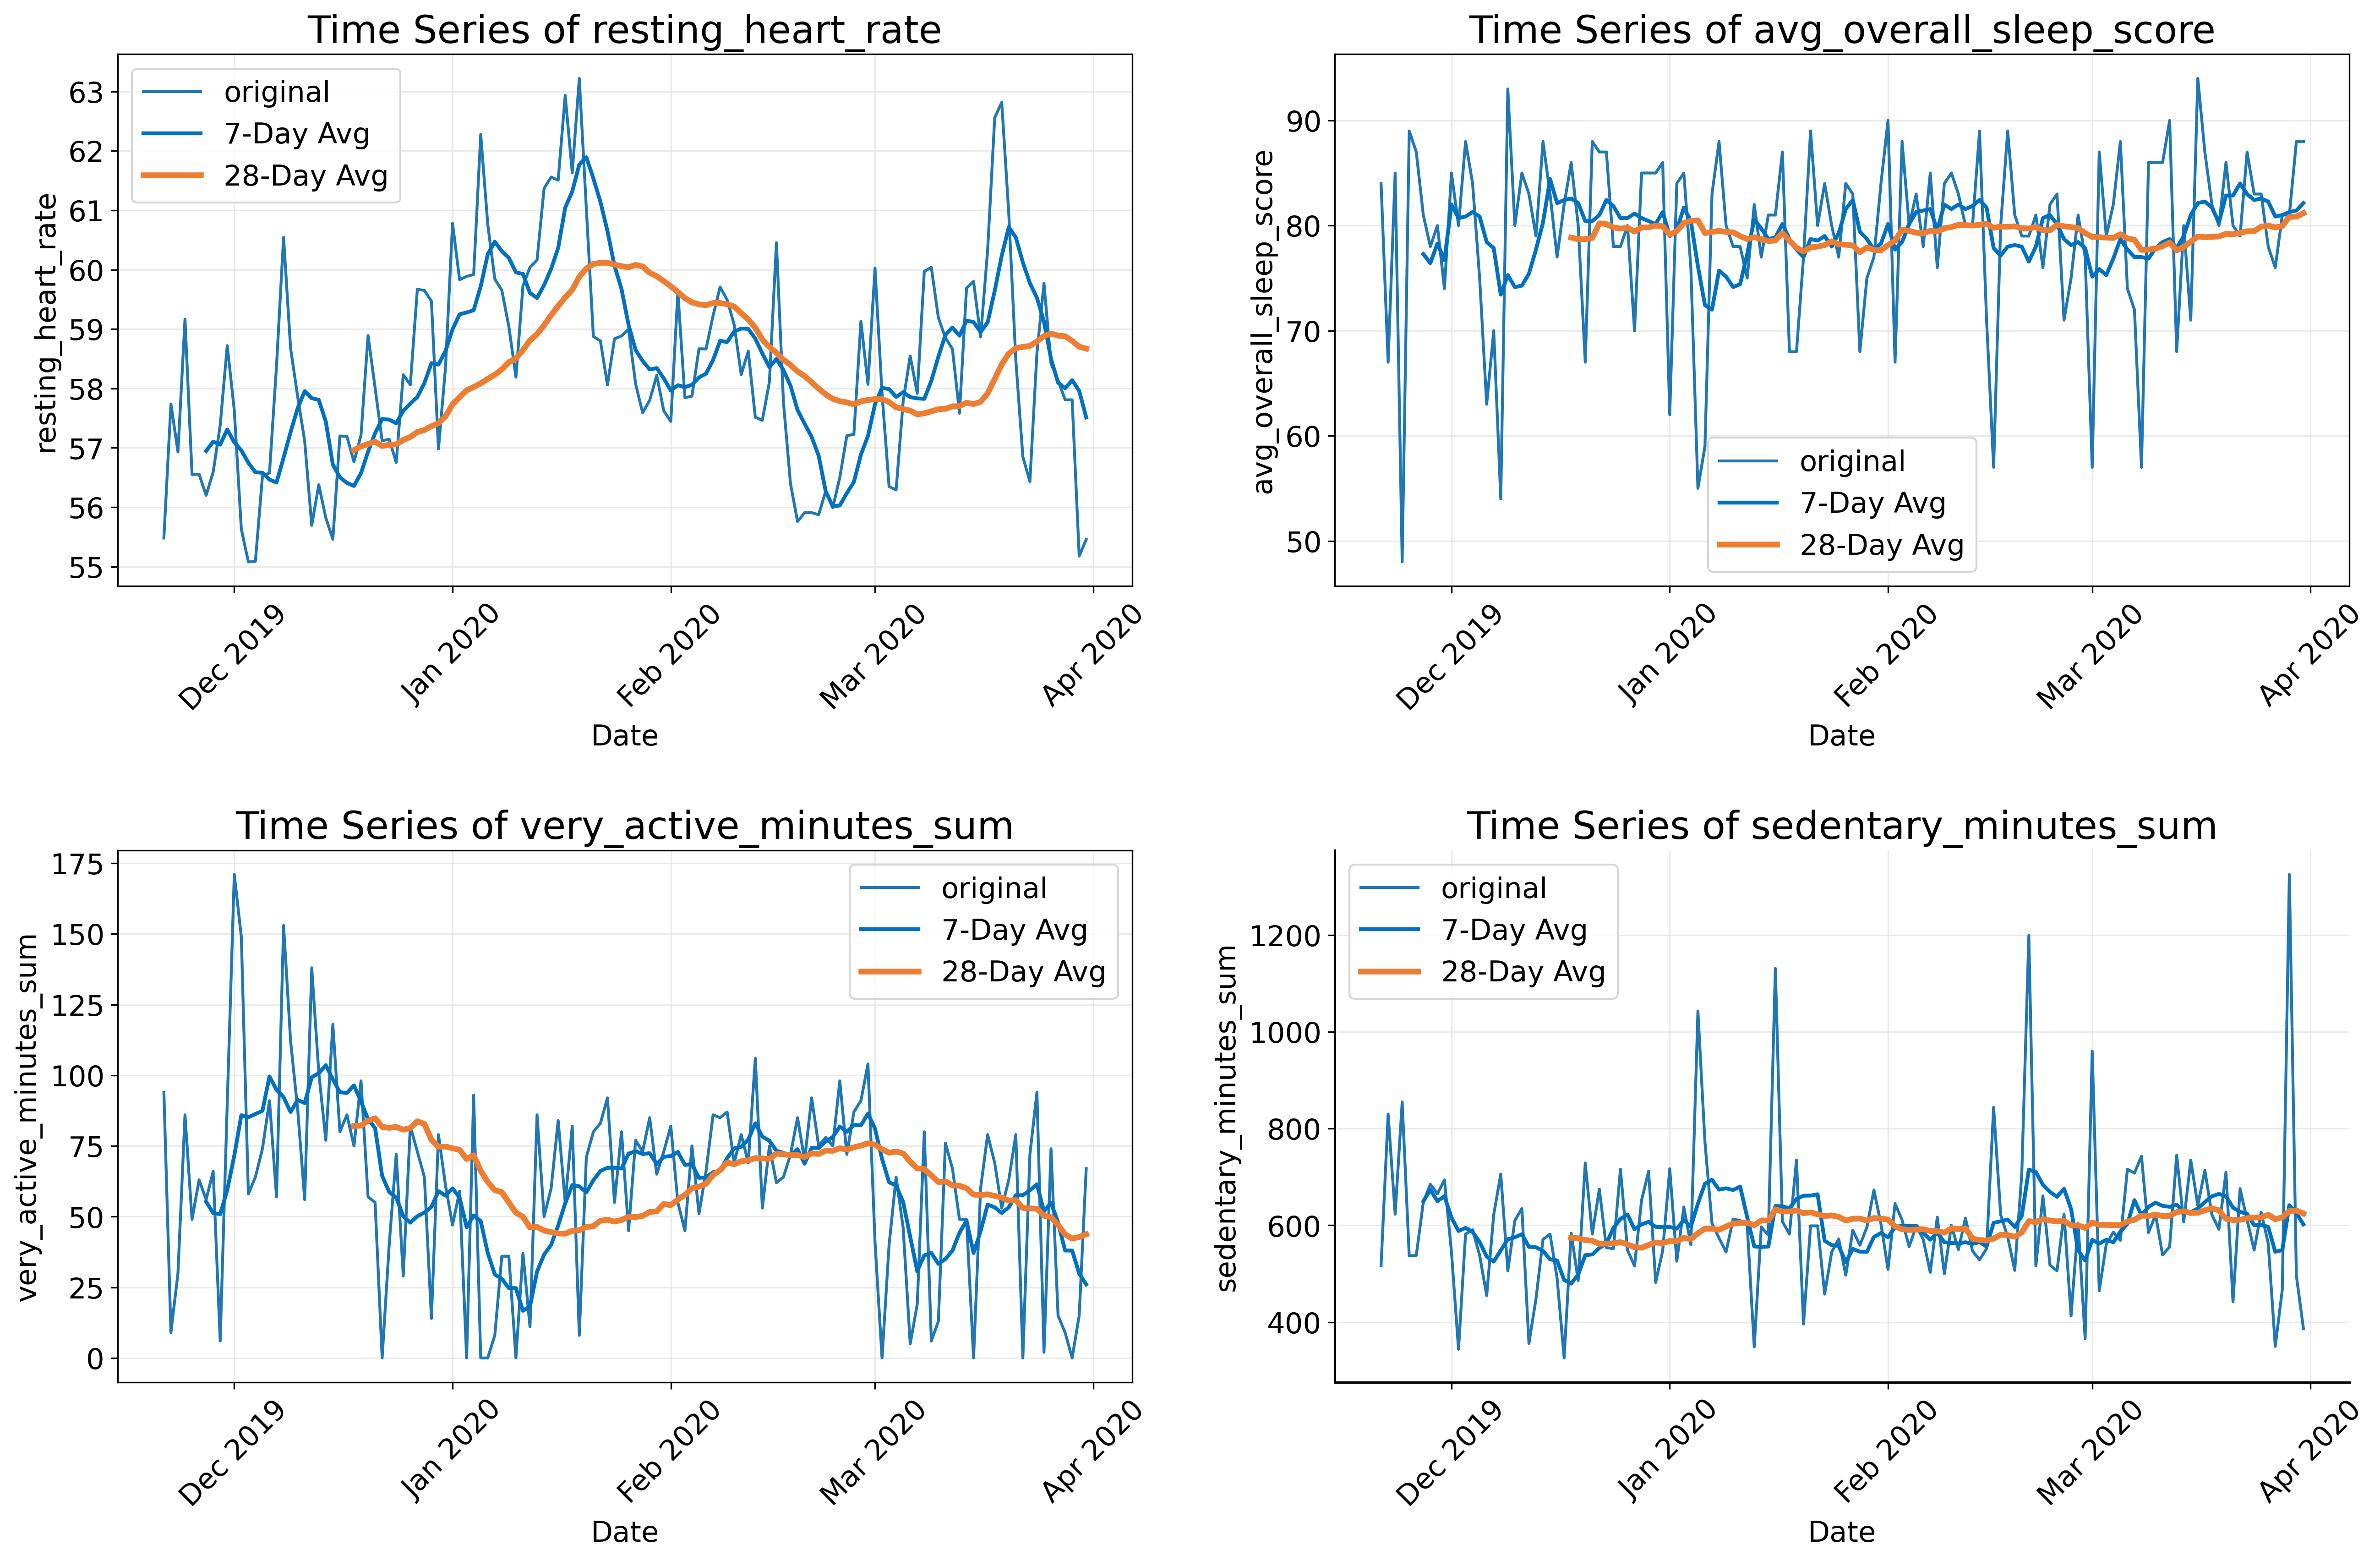 Time Series of resting_heart_rate
resting_heart_rate
63
62
61
60
59
58
57
56
55
original
7-Day Avg
28-Day Avg
Dec 2019
Jan 2020
Feb 2020
Mar 2020
Apr 2020
Date
Time Series of avg_overall_sleep_score
avg_overall_sleep_score
90
80
70
60
50
original
7-Day Avg
28-Day Avg
Dec 2019
Jan 2020
Feb 2020
Mar 2020
Apr 2020
Date
Time Series of very_active_minutes_sum
very_active_minutes_sum
175
150
125
100
75
50
25
0
original
7-Day Avg
28-Day Avg
Dec 2019
Jan 2020
Feb 2020
Mar 2020
Apr 2020
Date
Time Series of sedentary_minutes_sum
sedentary_minutes_sum
1200
1000
800
600
400
original
7-Day Avg
28-Day Avg
Dec 2019
Jan 2020
Feb 2020
Mar 2020
Apr 2020
Date